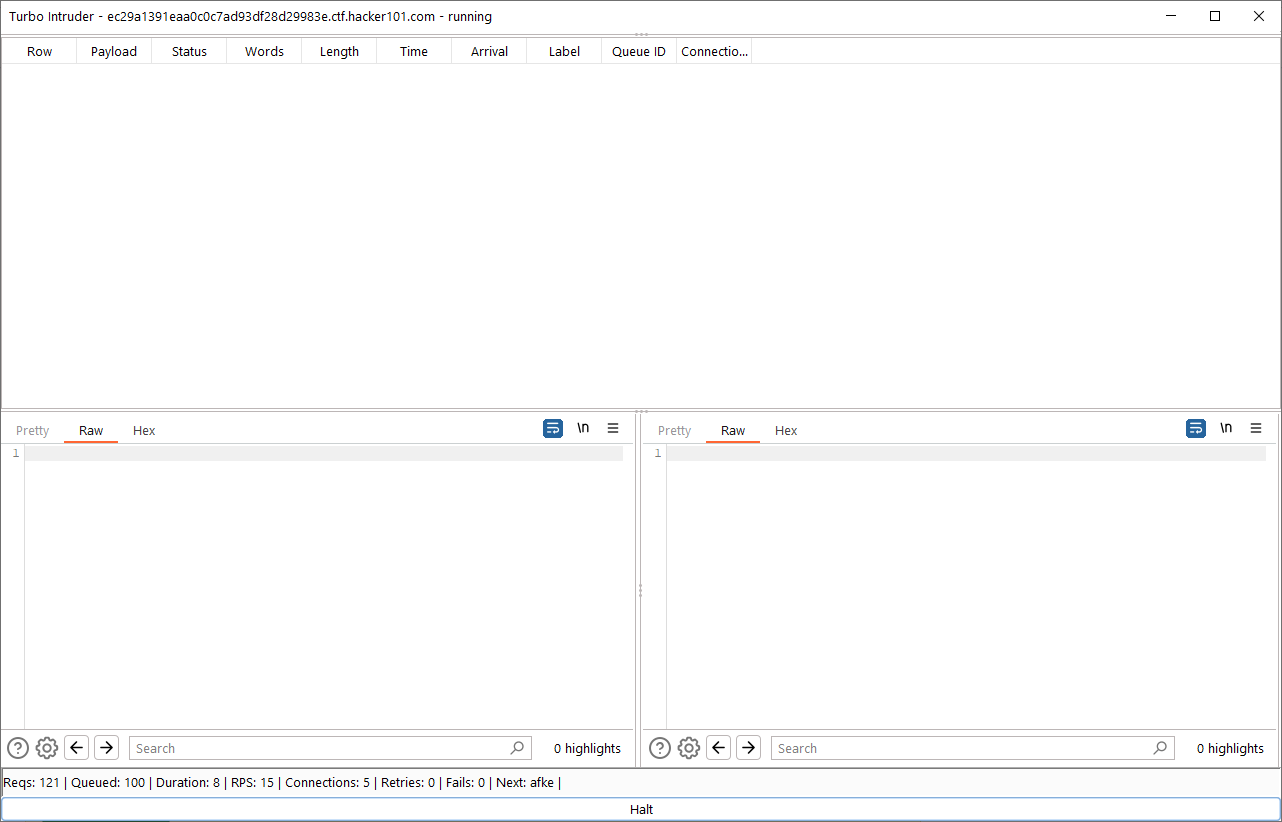 Turbo Intruder - ec29a1391eaa0c0c7ad93df28d29983e.ctf.hacker101.com - running
Row Payload Status Words Length Time Arrival Label Queue ID Connectio...
Pretty Raw Hex \n
1
Search 0 highlights
Pretty Raw Hex \n
1
Search 0 highlights
Reqs: 121 | Queued: 100 | Duration: 8 | RPS: 15 | Connections: 5 | Retries: 0 | Fails: 0 | Next: afke |
Halt